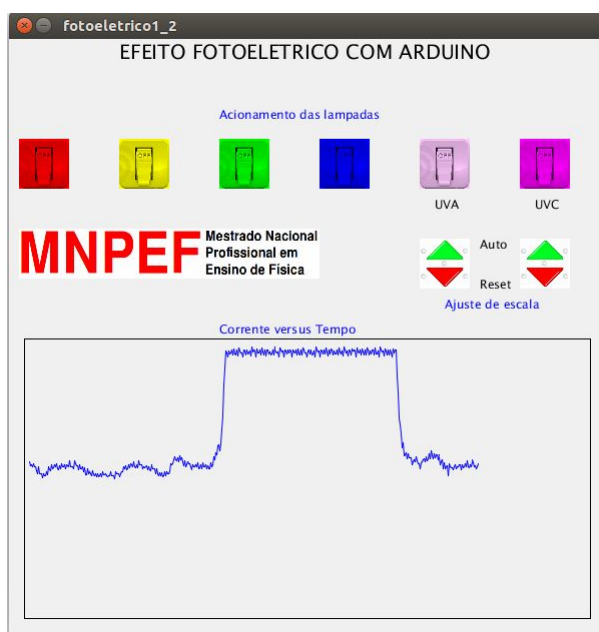 fotoeletrico1_2
EFEITO FOTOELETRICO COM ARDUINO
Acionamento das lampadas
UVA
UVC
MNPEF
Mestrado Nacional
Profissional em
Ensino de Física
Auto
Reset
Ajuste de escala
Corrente versus Tempo